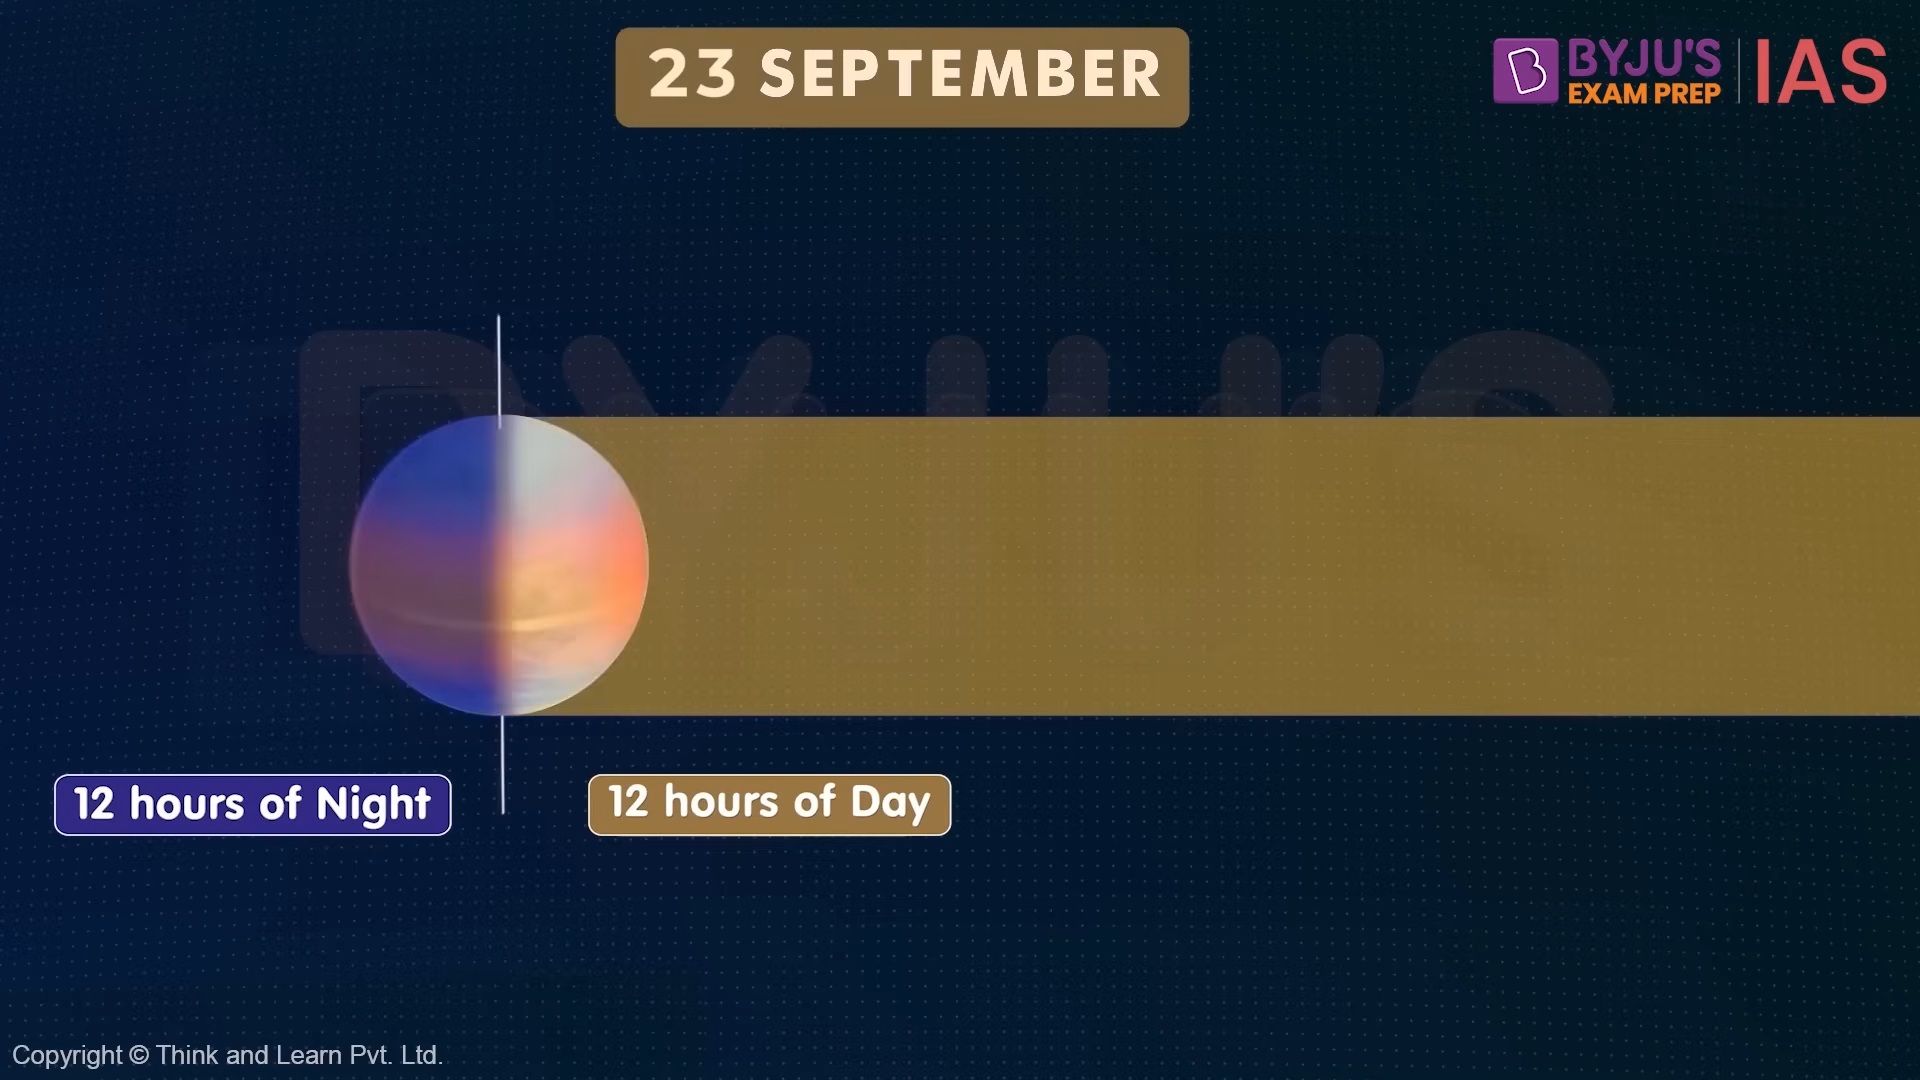 23 SEPTEMBER
BYJU'S
EXAM PREP
IAS
BYJU'S
12 hours of Night
12 hours of Day
Copyright © Think and Learn Pvt. Ltd.